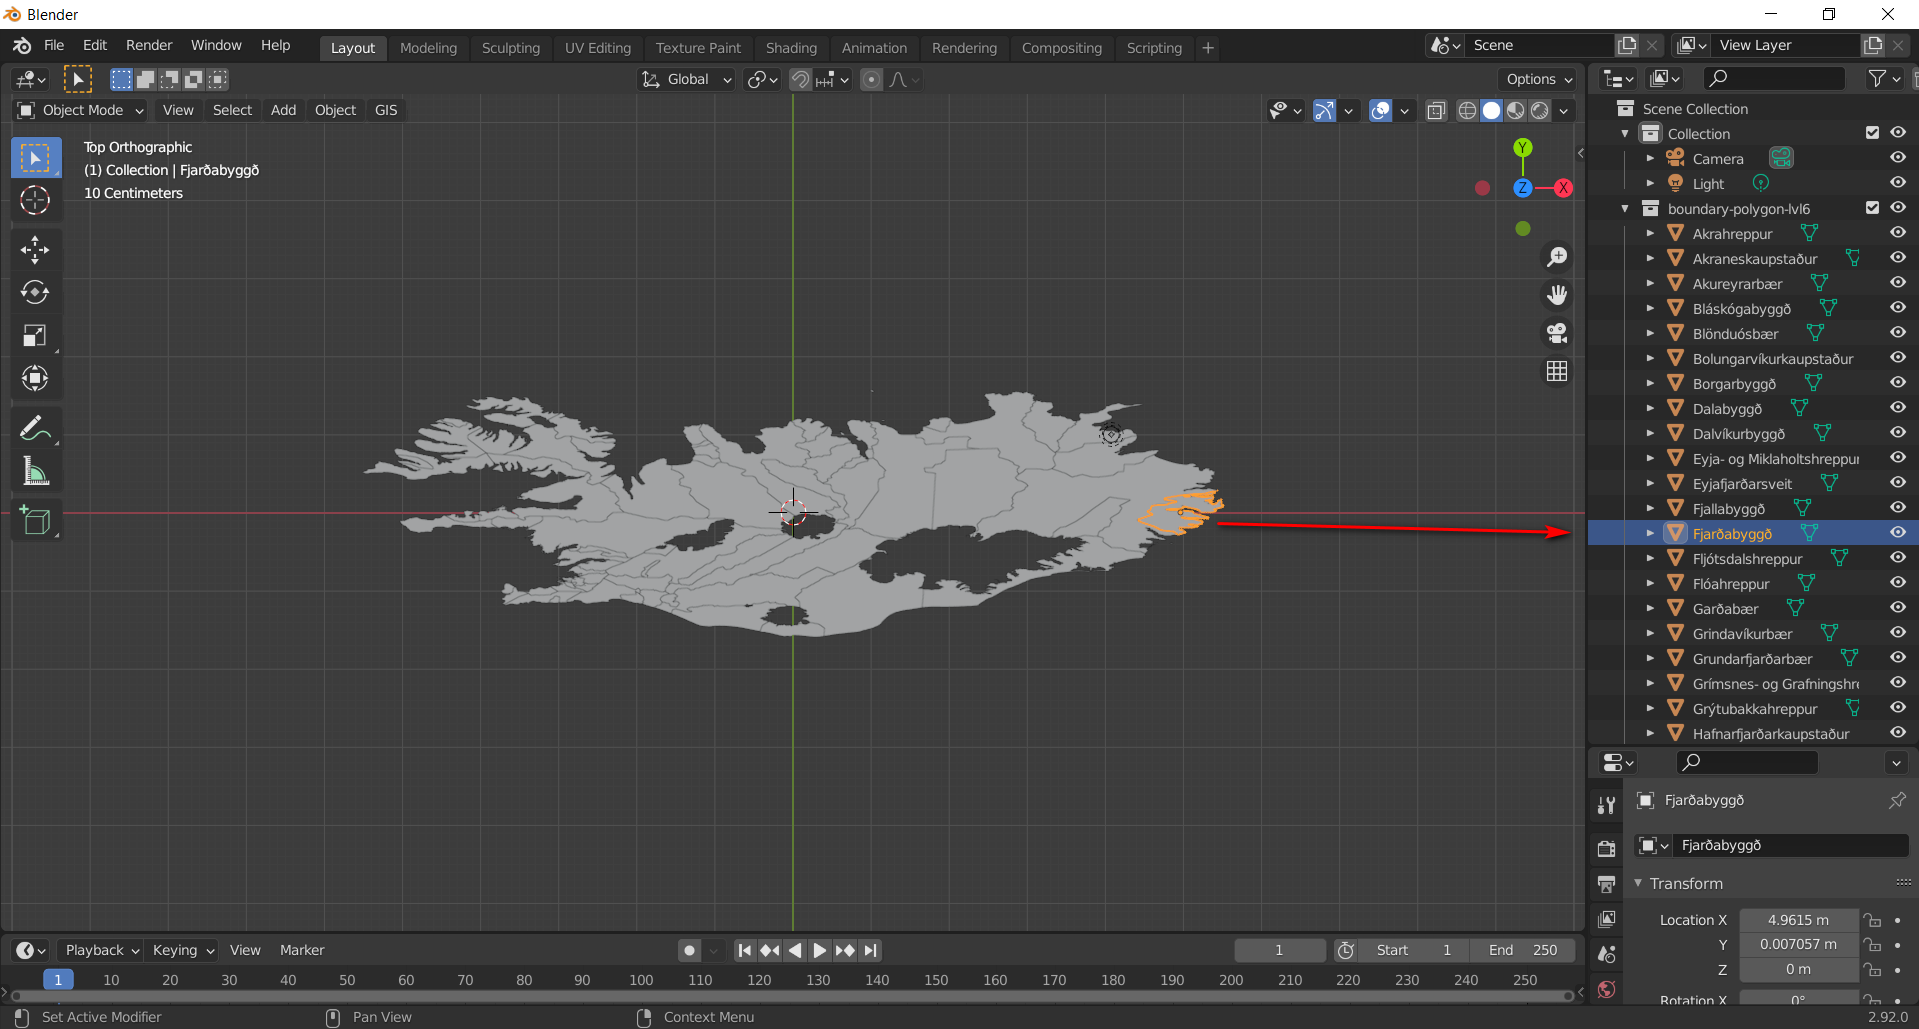 Blender
File Edit Render Window Help
Layout Modeling Sculpting UV Editing Texture Paint Shading Animation Rendering Compositing Scripting +
Scene
View Layer
Global
Options
Object Mode View Select Add Object GIS
Top Orthographic
(1) Collection | Fjarðabyggð
10 Centimeters
Y
Z
X
Scene Collection
Collection
Camera
Light
boundary-polygon-lvl6
Akrahreppur
Akraneskaupstaður
Akureyrarbær
Bláskógabyggð
Blönduósbær
Bolungarvíkurkaupstaður
Borgarbyggð
Dalabyggð
Dalvíkurbyggð
Eyja- og Miklaholtshreppur
Eyjafjarðarsveit
Fjallabyggð
Fjarðabyggð
Fljótsdalshreppur
Flóahreppur
Garðabær
Grindavíkurbær
Grundarfjarðarbær
Grímsnes- og Grafningshre
Grýtubakkahreppur
Hafnarfjarðarkaupstaður
Fjarðabyggð
Fjarðabyggð
Transform
Location X 4.9615 m
Y 0.007057 m
Z 0 m
Rotation X 0°
Playback Keying View Marker
1
Start 1
End 250
1 10 20 30 40 50 60 70 80 90 100 110 120 130 140 150 160 170 180 190 200 210 220 230 240 250
Set Active Modifier
Pan View
Context Menu
2.92.0